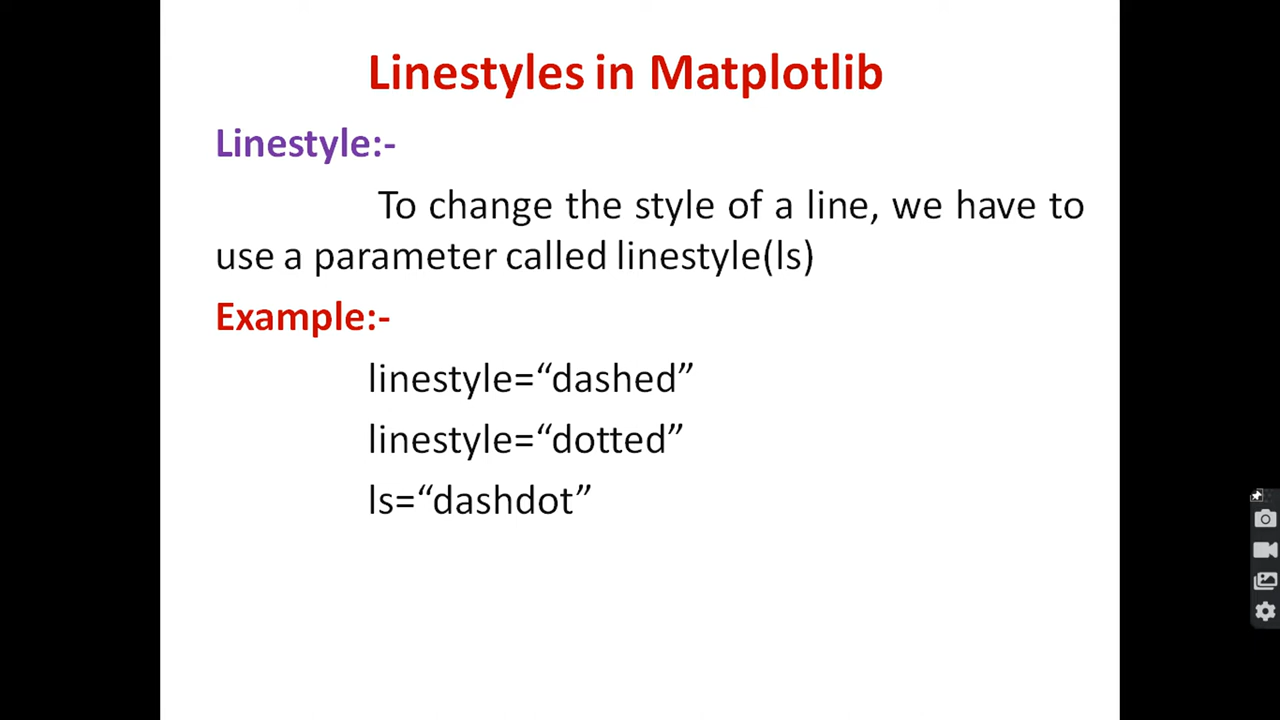 Linestyles in Matplotlib
Linestyle:-
To change the style of a line, we have to
use a parameter called linestyle(ls)
Example:-
linestyle=“dashed”
linestyle=“dotted”
ls=“dashdot”